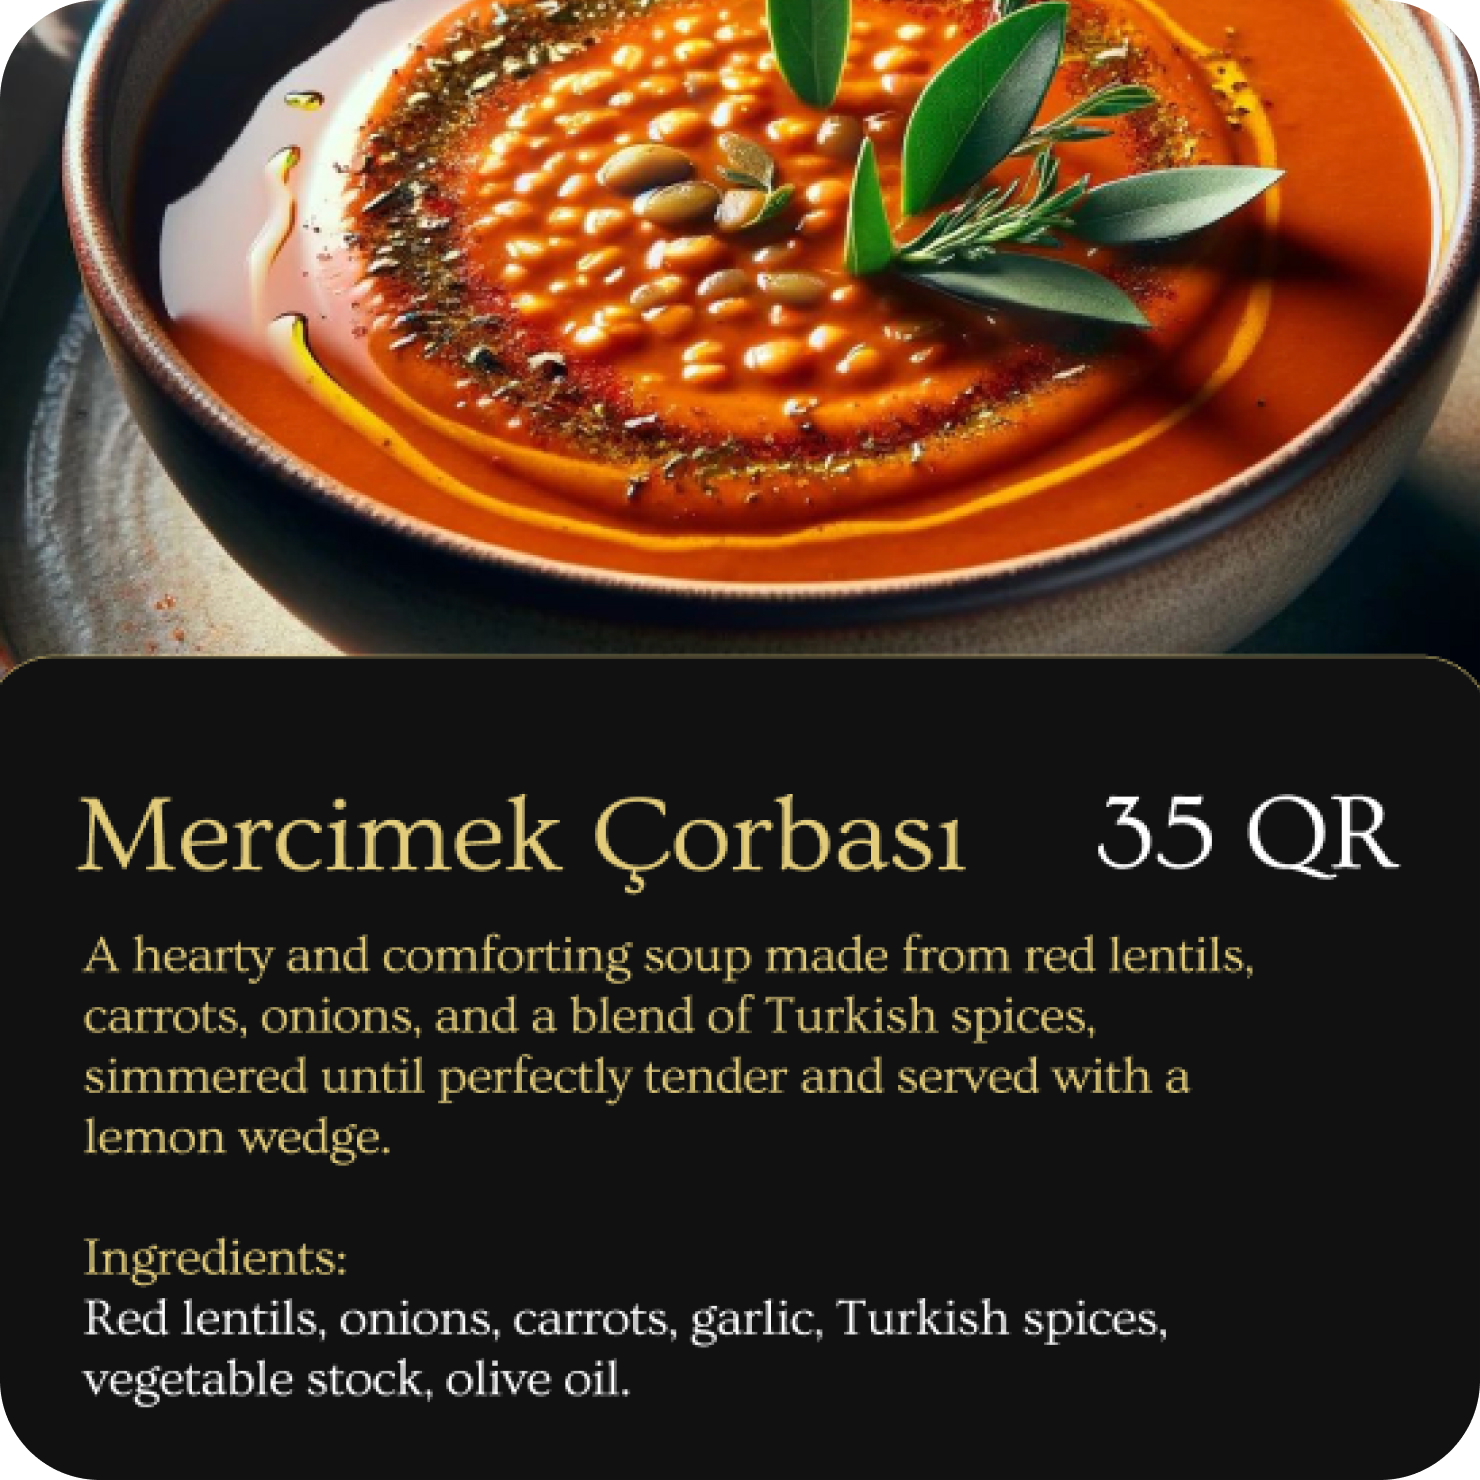 Mercimek Çorbası 35 QR
A hearty and comforting soup made from red lentils,
carrots, onions, and a blend of Turkish spices,
simmered until perfectly tender and served with a
lemon wedge.
Ingredients:
Red lentils, onions, carrots, garlic, Turkish spices,
vegetable stock, olive oil.